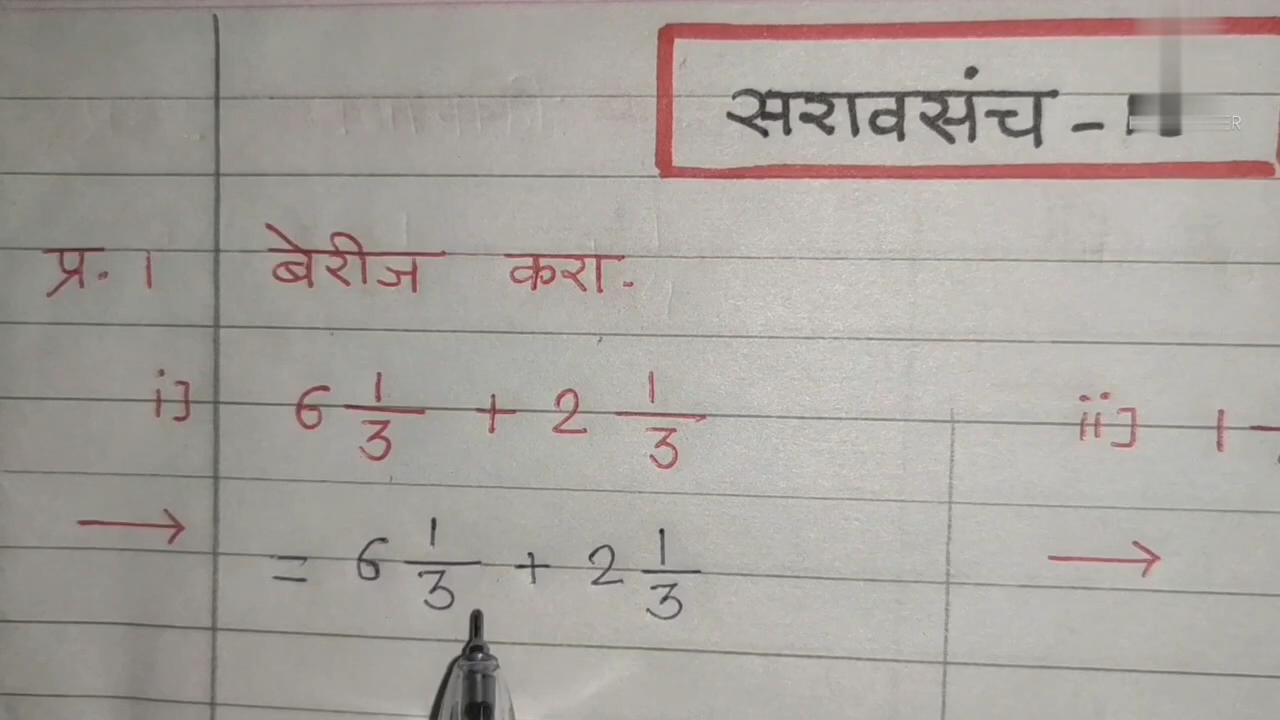 सरावसंच -
प्र. 1 बेरीज करा.
i] 6 1/3 + 2 1/3
ii] 1
→ = 6 1/3 + 2 1/3
→